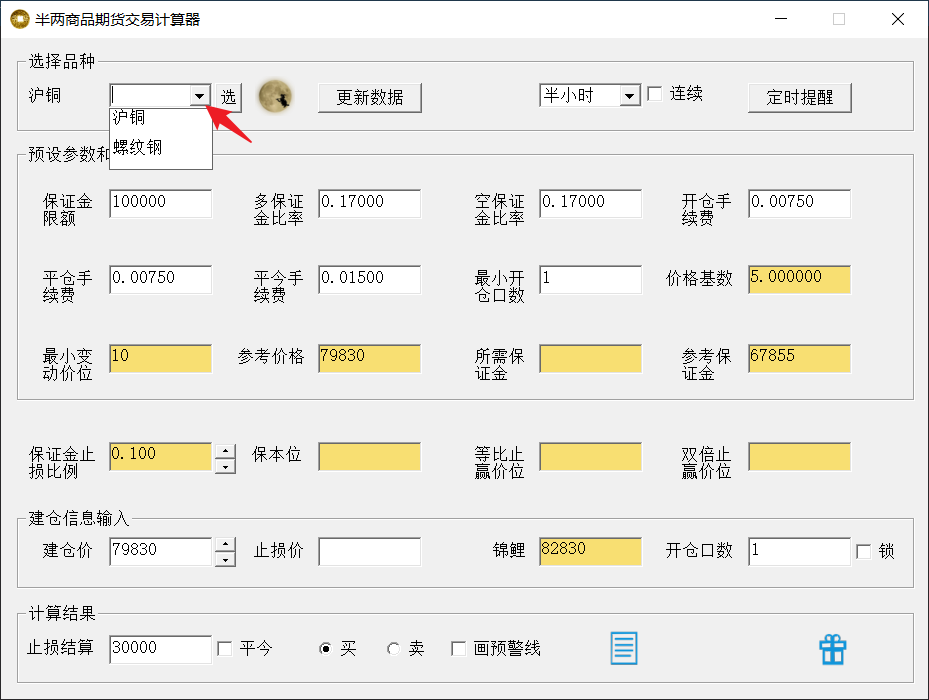 半两商品期货交易计算器
选择品种
沪铜
选
更新数据
半小时
连续
定时提醒
沪铜
螺纹钢
预设参数和
保证金
限额
100000
多保证
金比率
0.17000
空保证
金比率
0.17000
开仓手
续费
0.00750
平仓手
续费
0.00750
平今手
续费
0.01500
最小开
仓口数
1
价格基数
5.000000
最小变
动价位
10
参考价格
79830
所需保
证金
参考保
证金
67855
保证金止
损比例
0.100
保本位
等比止
赢价位
双倍止
赢价位
建仓信息输入
建仓价
79830
止损价
锦鲤
82830
开仓口数
1
锁
计算结果
止损结算
30000
平今
买
卖
画预警线